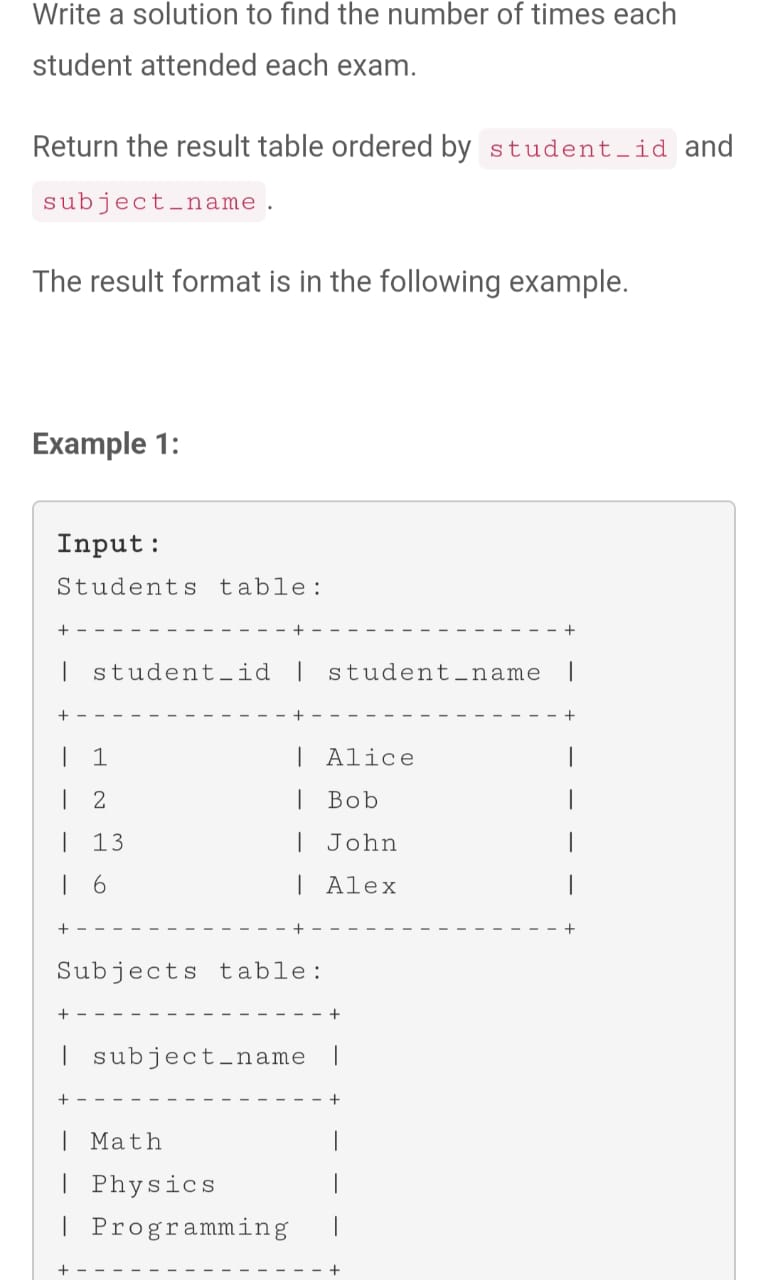 Write a solution to find the number of times each
student attended each exam.
Return the result table ordered by student_id and
subject_name .
The result format is in the following example.
Example 1:
Input:
Students table:
+------------+--------------+
| student_id | student_name |
+------------+--------------+
| 1          | Alice        |
| 2          | Bob          |
| 13         | John         |
| 6          | Alex         |
+------------+--------------+
Subjects table:
+--------------+
| subject_name |
+--------------+
| Math         |
| Physics      |
| Programming  |
+--------------+